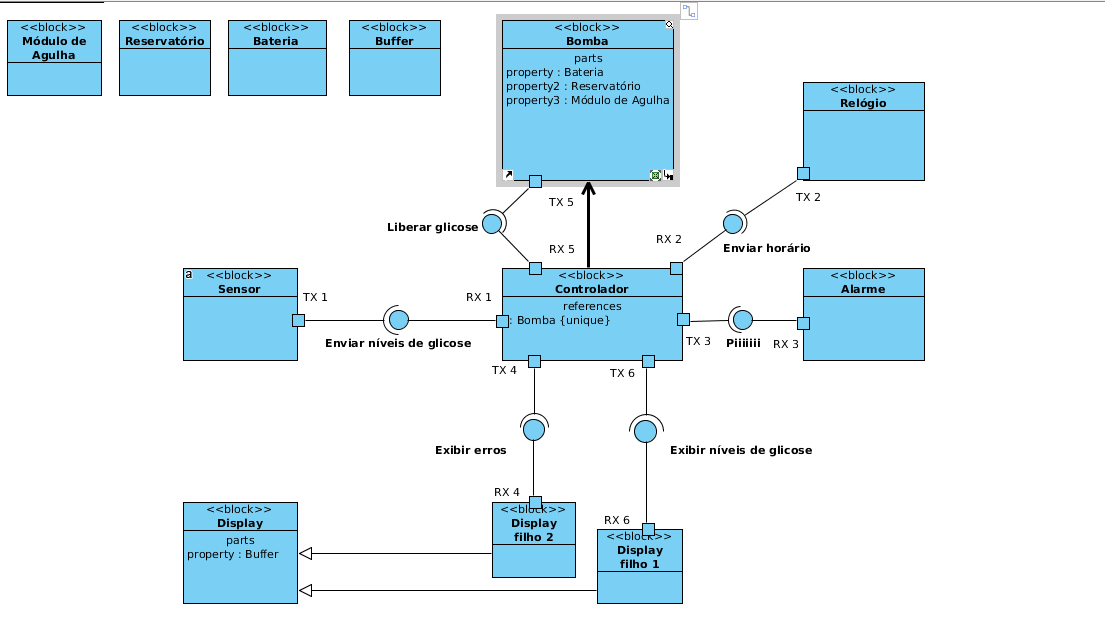 <<block>>
Módulo de
Agulha
<<block>>
Reservatório
<<block>>
Bateria
<<block>>
Buffer
<<block>>
Bomba
parts
property : Bateria
property2 : Reservatório
property3 : Módulo de Agulha
<<block>>
Relógio
TX 5
TX 2
Liberar glicose
RX 5
RX 2
Enviar horário
a
<<block>>
Sensor
TX 1
Enviar níveis de glicose
RX 1
<<block>>
Controlador
references
: Bomba {unique}
TX 3
Piiiiiii
RX 3
<<block>>
Alarme
TX 4
TX 6
Exibir erros
Exibir níveis de glicose
RX 4
RX 6
<<block>>
Display
parts
property : Buffer
<<block>>
Display
filho 2
<<block>>
Display
filho 1